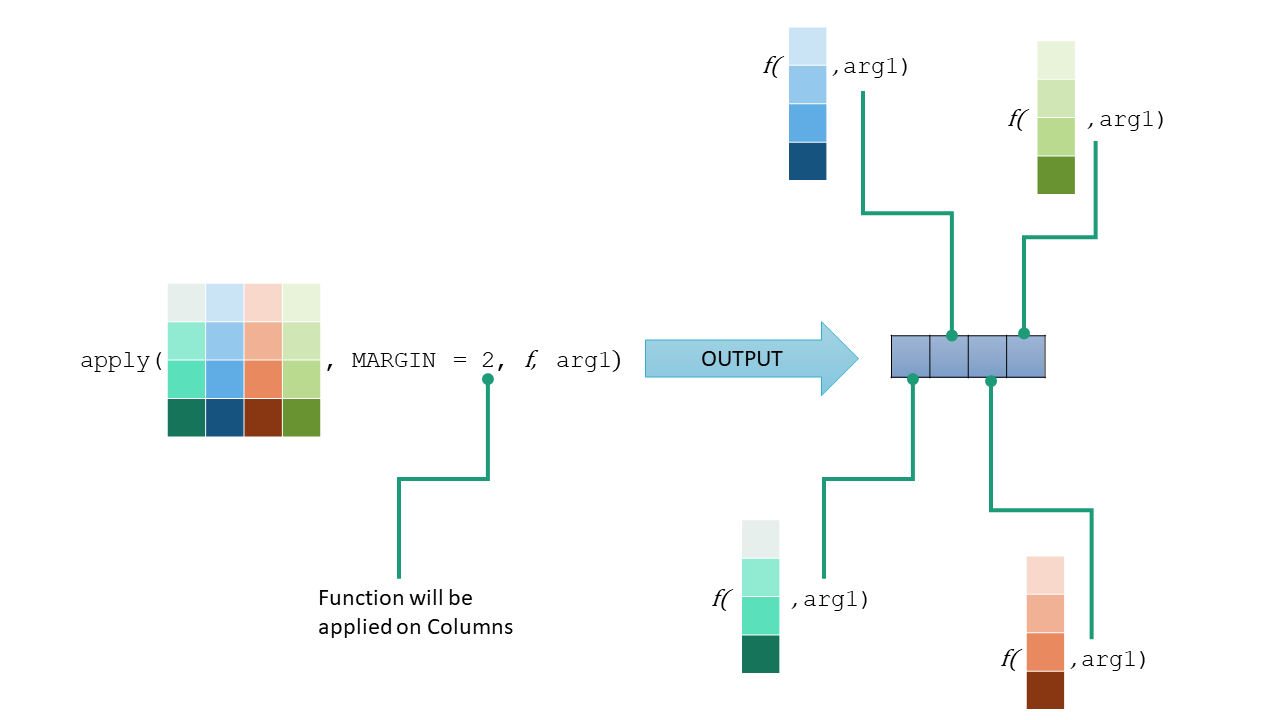 f( ,arg1)
f( ,arg1)
apply( , MARGIN = 2, f, arg1)
OUTPUT
Function will be
applied on Columns
f( ,arg1)
f( ,arg1)